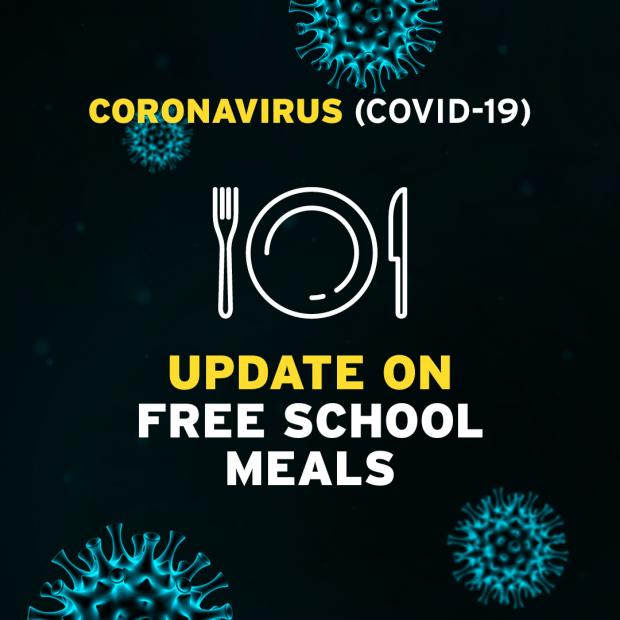 CORONAVIRUS (COVID-19)
UPDATE ON
FREE SCHOOL
MEALS